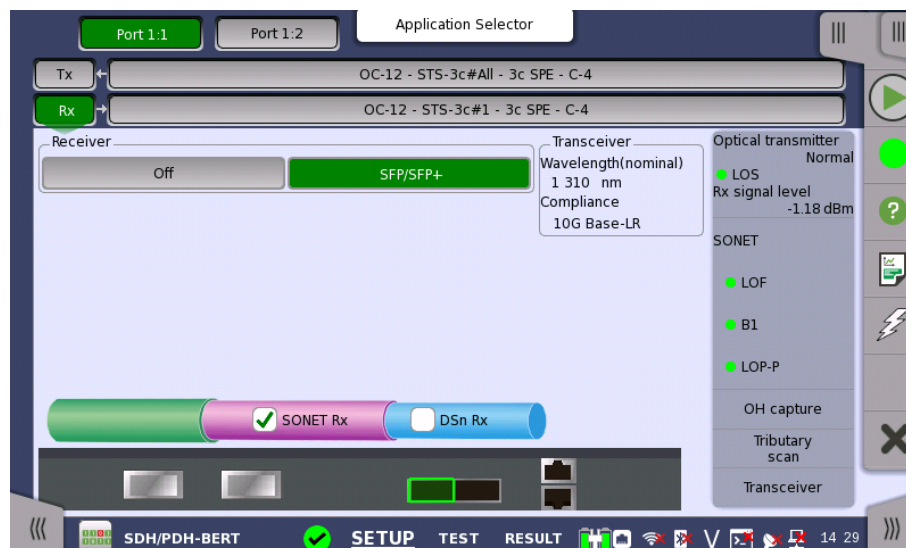 Port 1:1
Port 1:2
Application Selector
Tx
OC-12 - STS-3c#All - 3c SPE - C-4
Rx
OC-12 - STS-3c#1 - 3c SPE - C-4
Receiver
Off
SFP/SFP+
Transceiver
Wavelength(nominal)
1 310 nm
Compliance
10G Base-LR
Optical transmitter
Normal
LOS
Rx signal level
-1.18 dBm
SONET
LOF
B1
LOP-P
OH capture
Tributary
scan
Transceiver
SONET Rx
DSn Rx
SDH/PDH-BERT
SETUP
TEST
RESULT
14 29